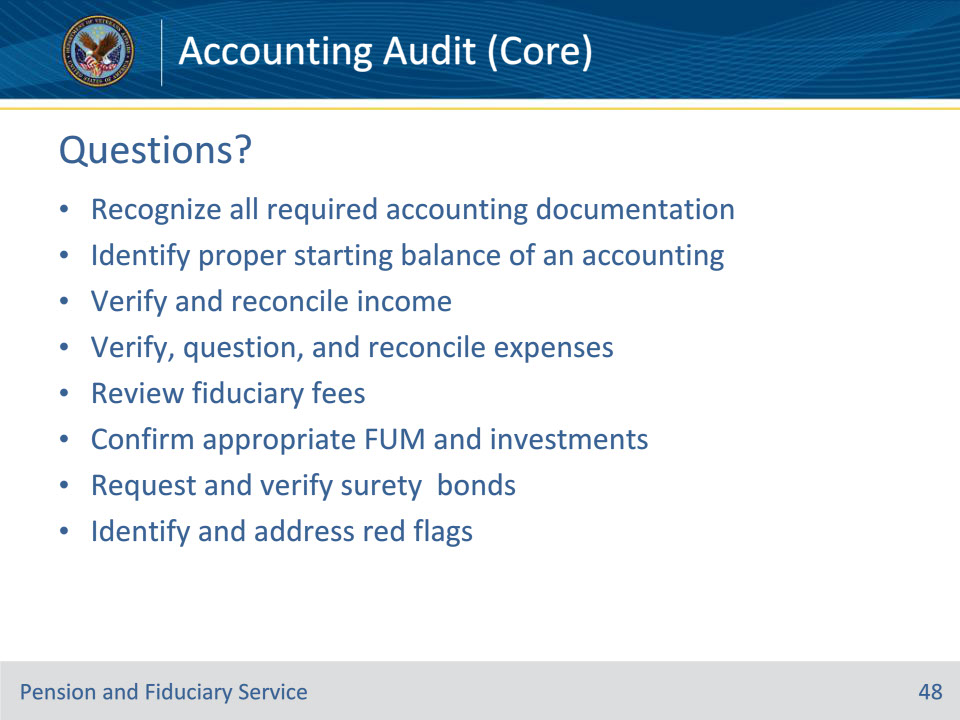 Accounting Audit (Core)
Questions?
• Recognize all required accounting documentation
• Identify proper starting balance of an accounting
• Verify and reconcile income
• Verify, question, and reconcile expenses
• Review fiduciary fees
• Confirm appropriate FUM and investments
• Request and verify surety  bonds
• Identify and address red flags
Pension and Fiduciary Service
48